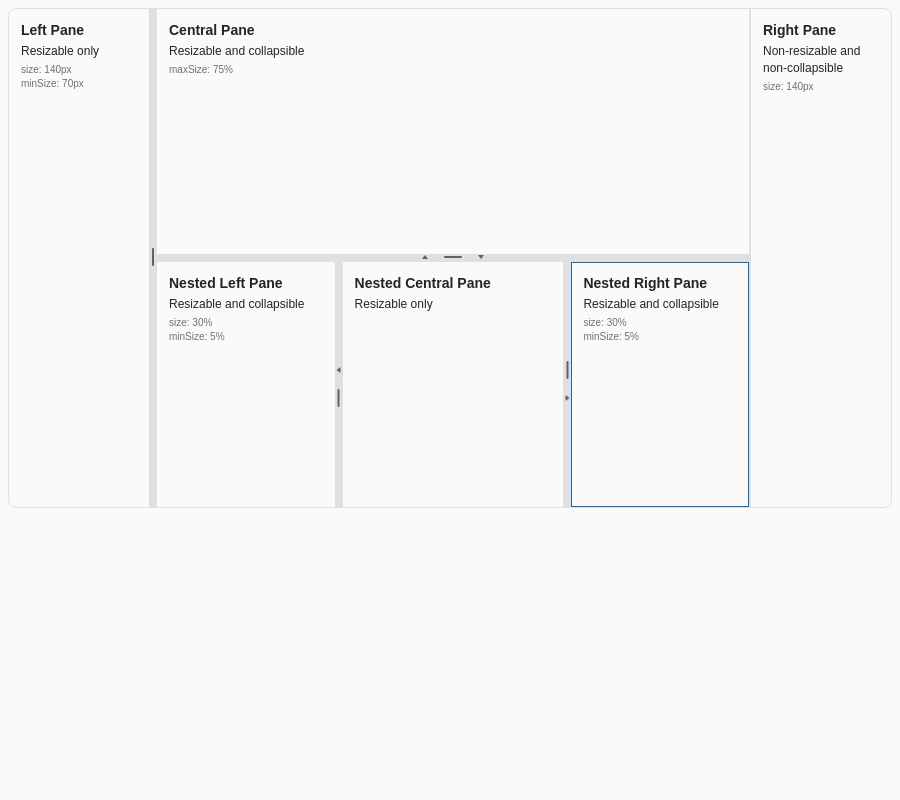 Left Pane
Resizable only
size: 140px
minSize: 70px
Central Pane
Resizable and collapsible
maxSize: 75%
Right Pane
Non-resizable and
non-collapsible
size: 140px
Nested Left Pane
Resizable and collapsible
size: 30%
minSize: 5%
Nested Central Pane
Resizable only
Nested Right Pane
Resizable and collapsible
size: 30%
minSize: 5%